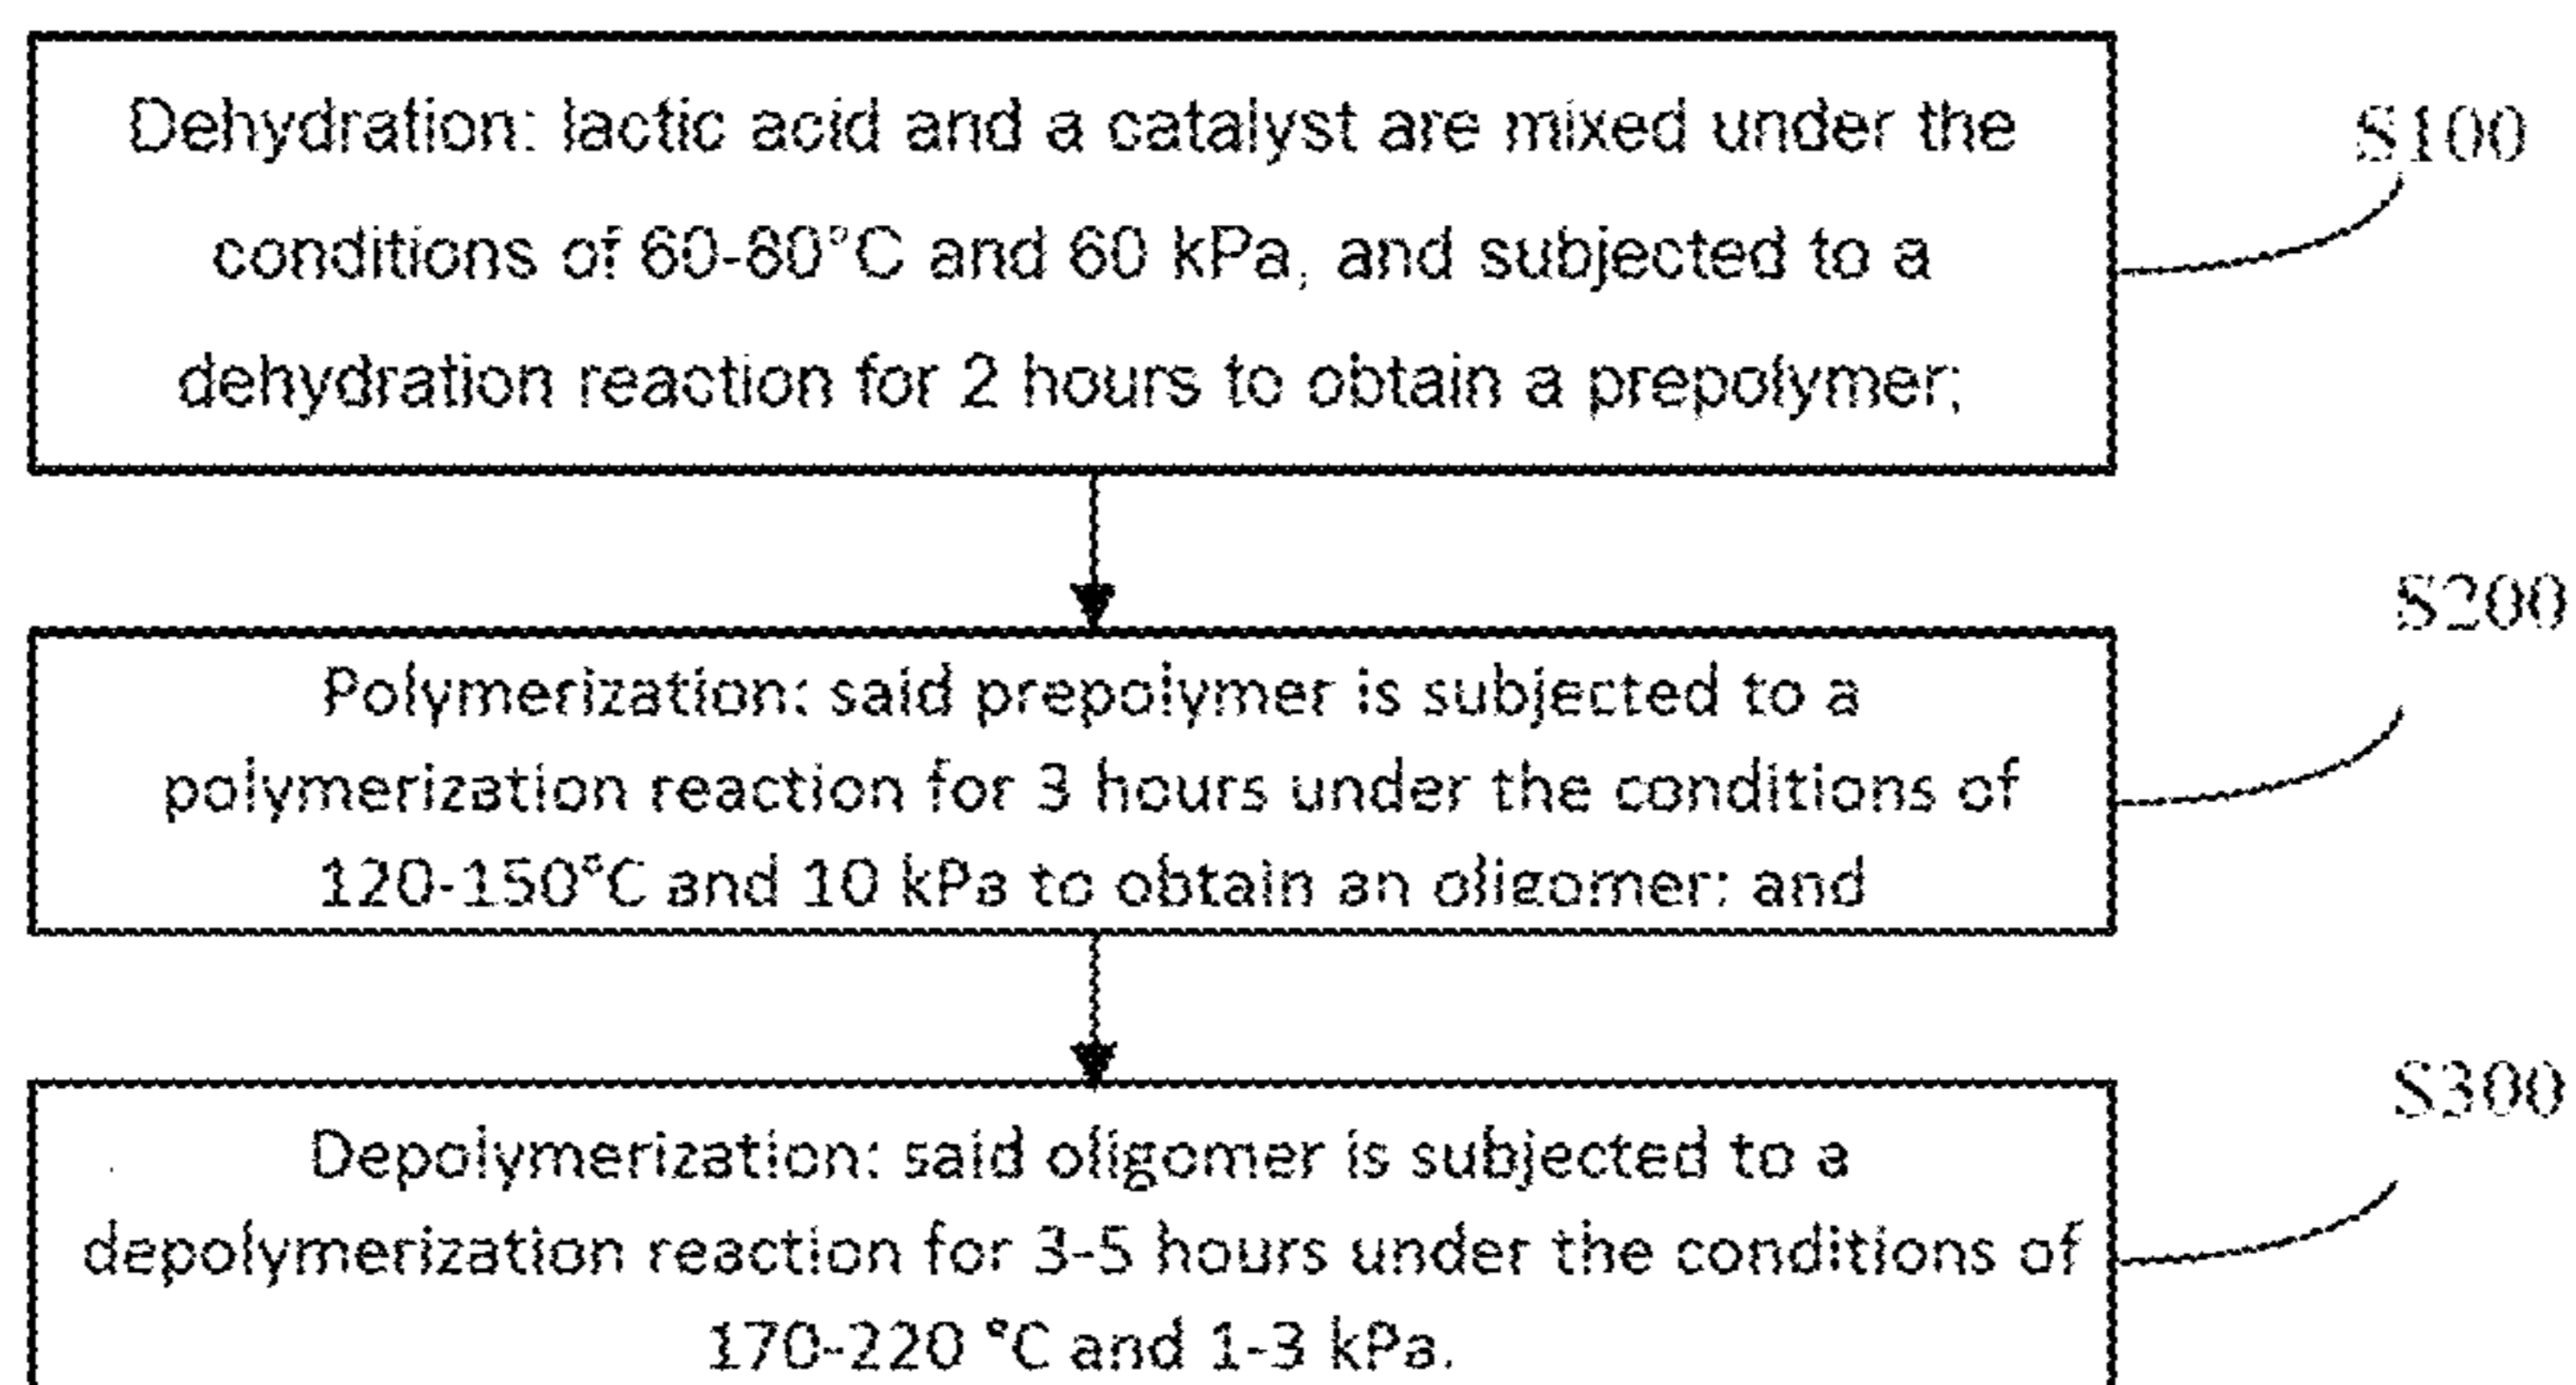 Dehydration: lactic acid and a catalyst are mixed under the
conditions of 60-80°C and 60 kPa, and subjected to a
dehydration reaction for 2 hours to obtain a prepolymer;
S100
Polymerization: said prepolymer is subjected to a
polymerization reaction for 3 hours under the conditions of
120-150°C and 10 kPa to obtain an oligomer; and
S200
Depolymerization: said oligomer is subjected to a
depolymerization reaction for 3-5 hours under the conditions of
170-220 °C and 1-3 kPa.
S300